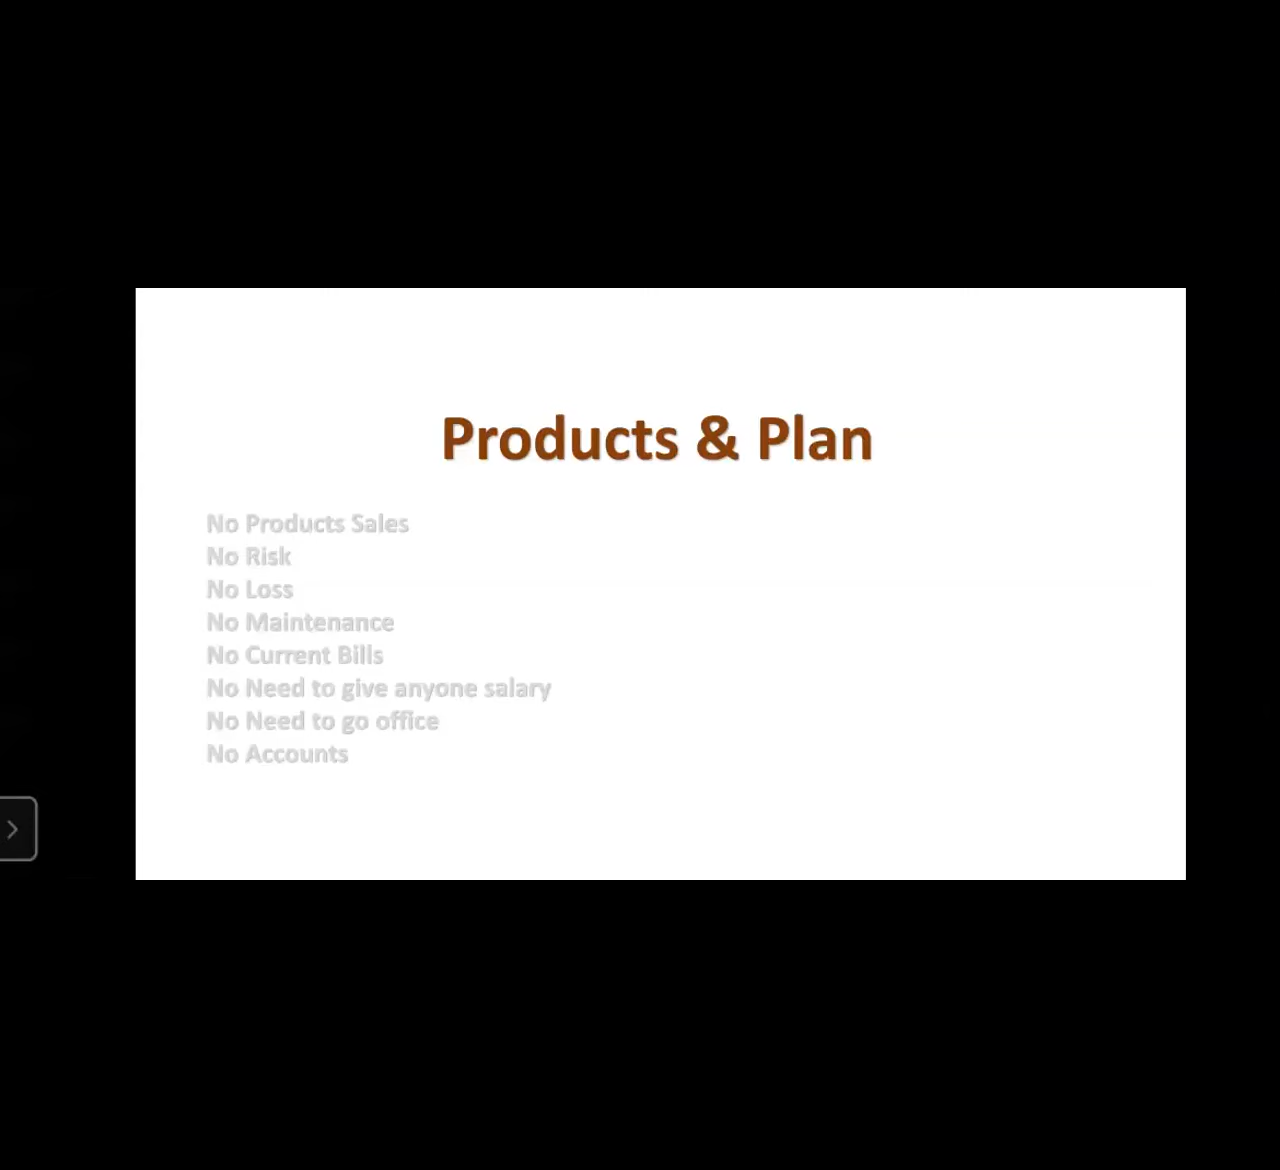 Products & Plan
No Products Sales
No Risk
No Loss
No Maintenance
No Current Bills
No Need to give anyone salary
No Need to go office
No Accounts